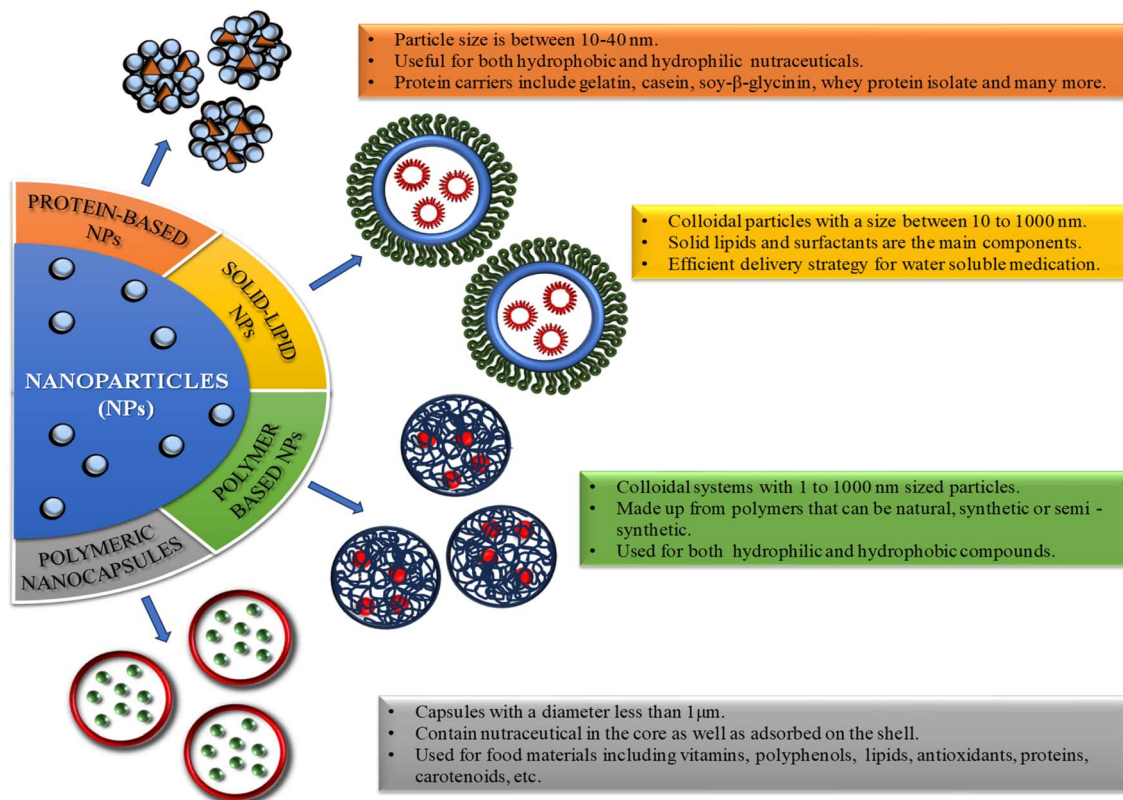 • Particle size is between 10-40 nm.
• Useful for both hydrophobic and hydrophilic nutraceuticals.
• Protein carriers include gelatin, casein, soy-β-glycinin, whey protein isolate and many more.
PROTEIN-BASED
NPs
SOLID-LIPID
NPs
• Colloidal particles with a size between 10 to 1000 nm.
• Solid lipids and surfactants are the main components.
• Efficient delivery strategy for water soluble medication.
NANOPARTICLES
(NPs)
POLYMER
BASED NPs
• Colloidal systems with 1 to 1000 nm sized particles.
• Made up from polymers that can be natural, synthetic or semi -
synthetic.
• Used for both hydrophilic and hydrophobic compounds.
POLYMERIC
NANOCAPSULES
• Capsules with a diameter less than 1µm.
• Contain nutraceutical in the core as well as adsorbed on the shell.
• Used for food materials including vitamins, polyphenols, lipids, antioxidants, proteins,
carotenoids, etc.